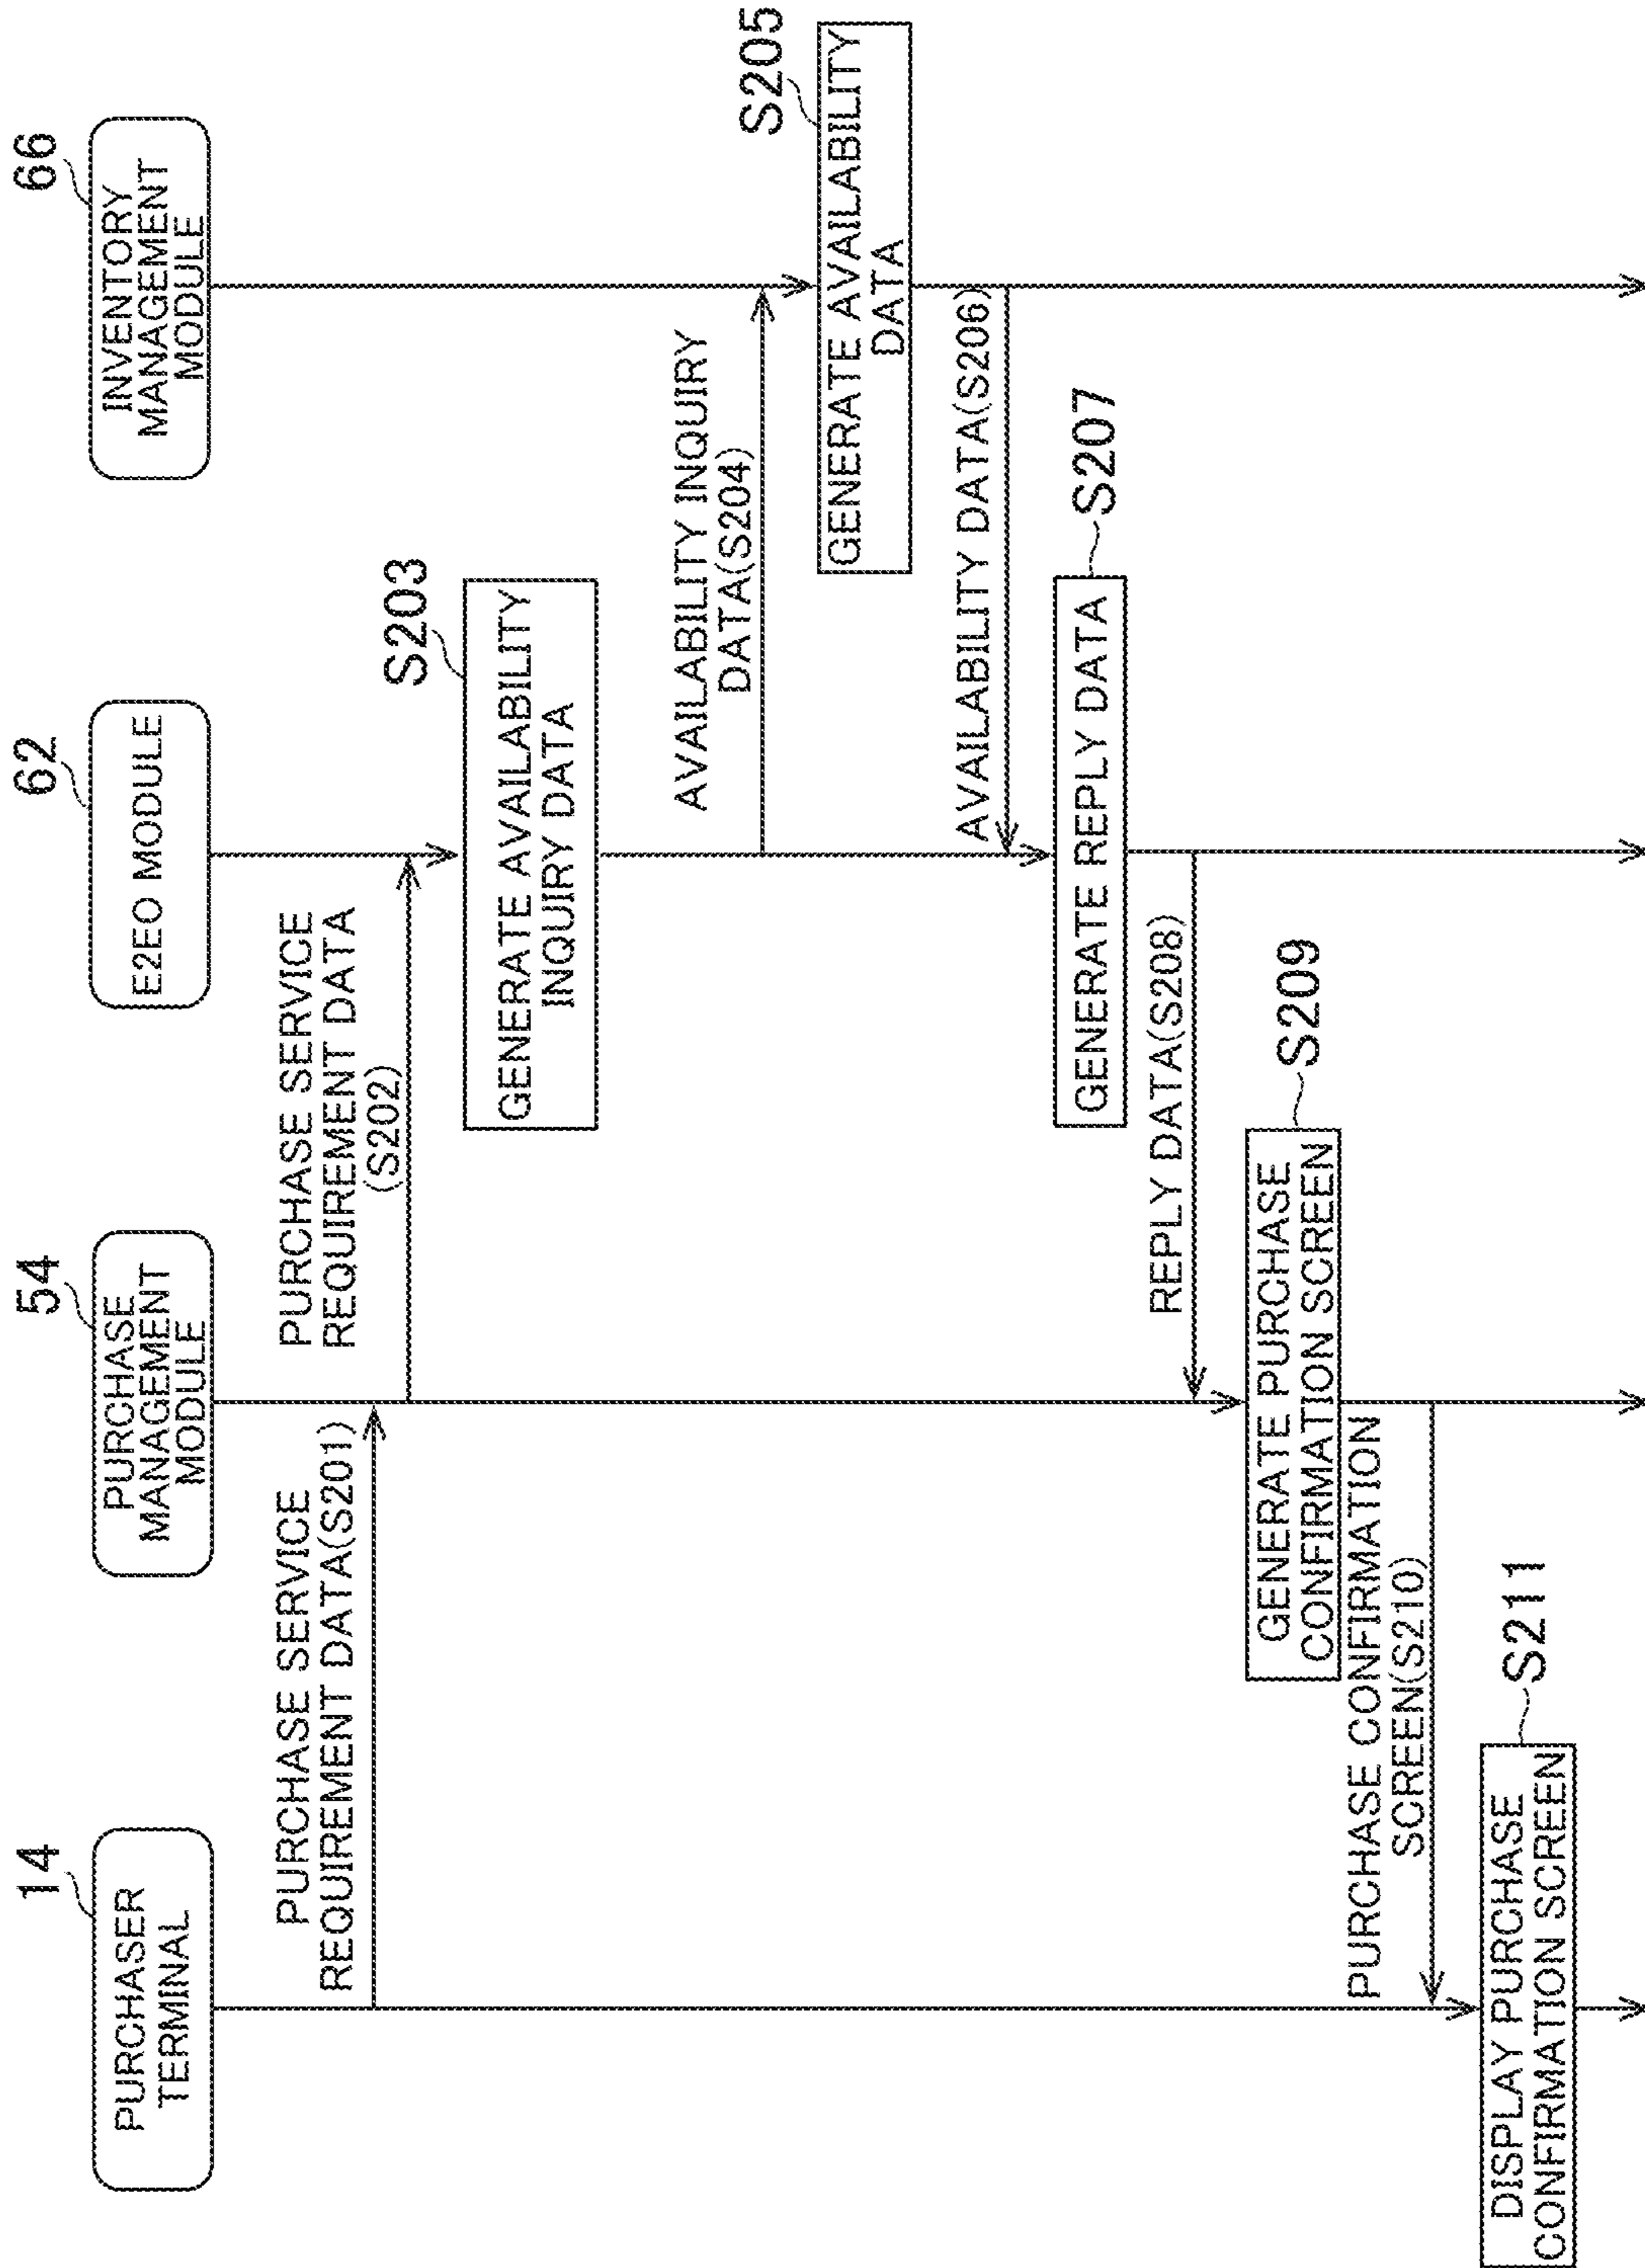 14
PURCHASER
TERMINAL
54
PURCHASE
MANAGEMENT
MODULE
62
E2EO MODULE
66
INVENTORY
MANAGEMENT
MODULE
PURCHASE SERVICE
REQUIREMENT DATA(S201)
PURCHASE SERVICE
REQUIREMENT DATA
(S202)
S203
GENERATE AVAILABILITY
INQUIRY DATA
AVAILABILITY INQUIRY
DATA(S204)
S205
GENERATE AVAILABILITY
DATA
AVAILABILITY DATA(S206)
S207
GENERATE REPLY DATA
REPLY DATA(S208)
S209
GENERATE PURCHASE
CONFIRMATION SCREEN
PURCHASE CONFIRMATION
SCREEN(S210)
S211
DISPLAY PURCHASE
CONFIRMATION SCREEN